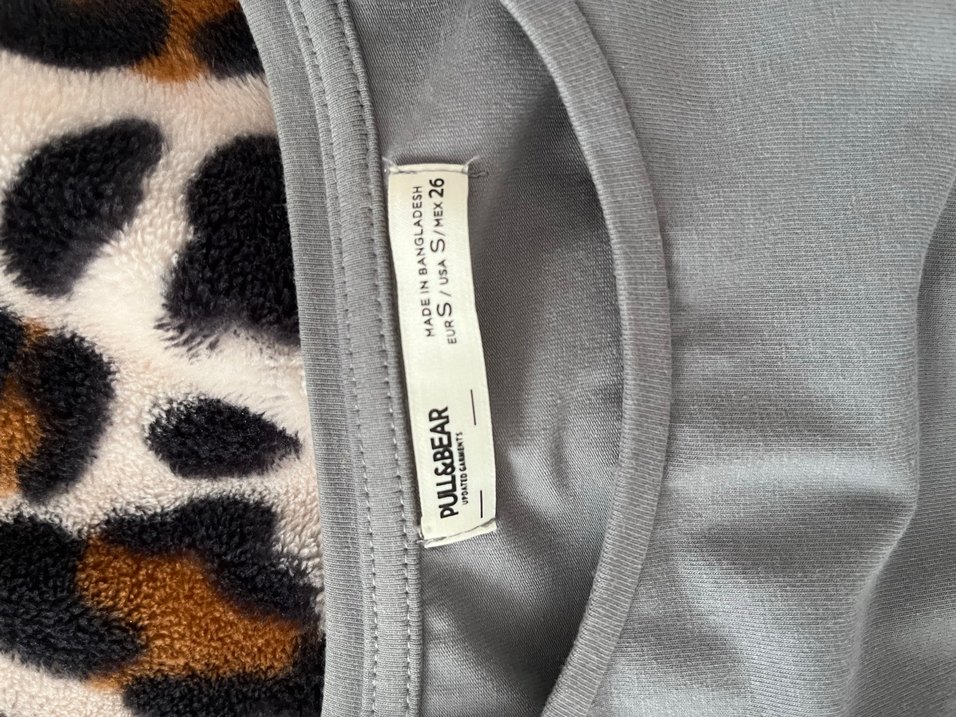 PULL&BEAR
UPDATED GARMENTS
MADE IN BANGLADESH
EUR S / USA S / MEX 26